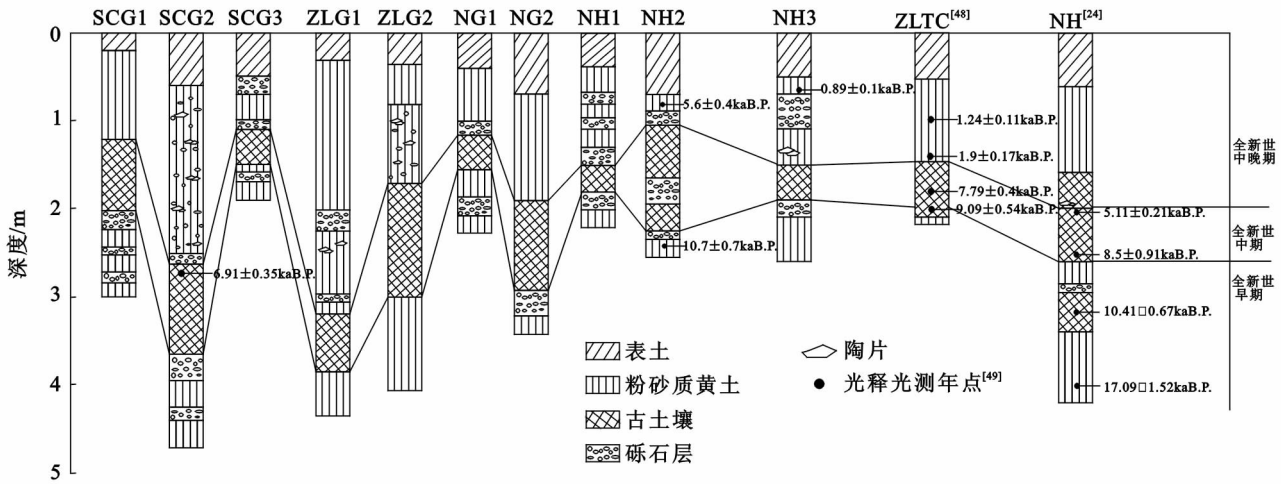 SCG1 SCG2 SCG3 ZLG1 ZLG2 NG1 NG2 NH1 NH2 NH3 ZLTC[48] NH[24]
0
1
2
3
4
5
深度/m
5.6±0.4kaB.P.
0.89±0.1kaB.P.
1.24±0.11kaB.P.
1.9±0.17kaB.P.
7.79±0.4kaB.P.
9.09±0.54kaB.P.
5.11±0.21kaB.P.
6.91±0.35kaB.P.
10.7±0.7kaB.P.
8.5±0.91kaB.P.
10.41□0.67kaB.P.
17.09□1.52kaB.P.
全新世
中晚期
全新世
中期
全新世
早期
表土
陶片
粉砂质黄土
光释光测年点[49]
古土壤
砾石层